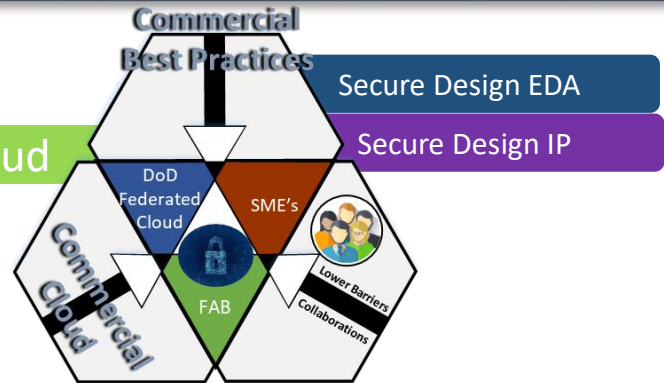 Commercial
Best Practices
Secure Design EDA
Secure Design IP
ud
DoD
Federated
Cloud
SME's
FAB
Commercial
Cloud
Lower Barriers
Collaborations